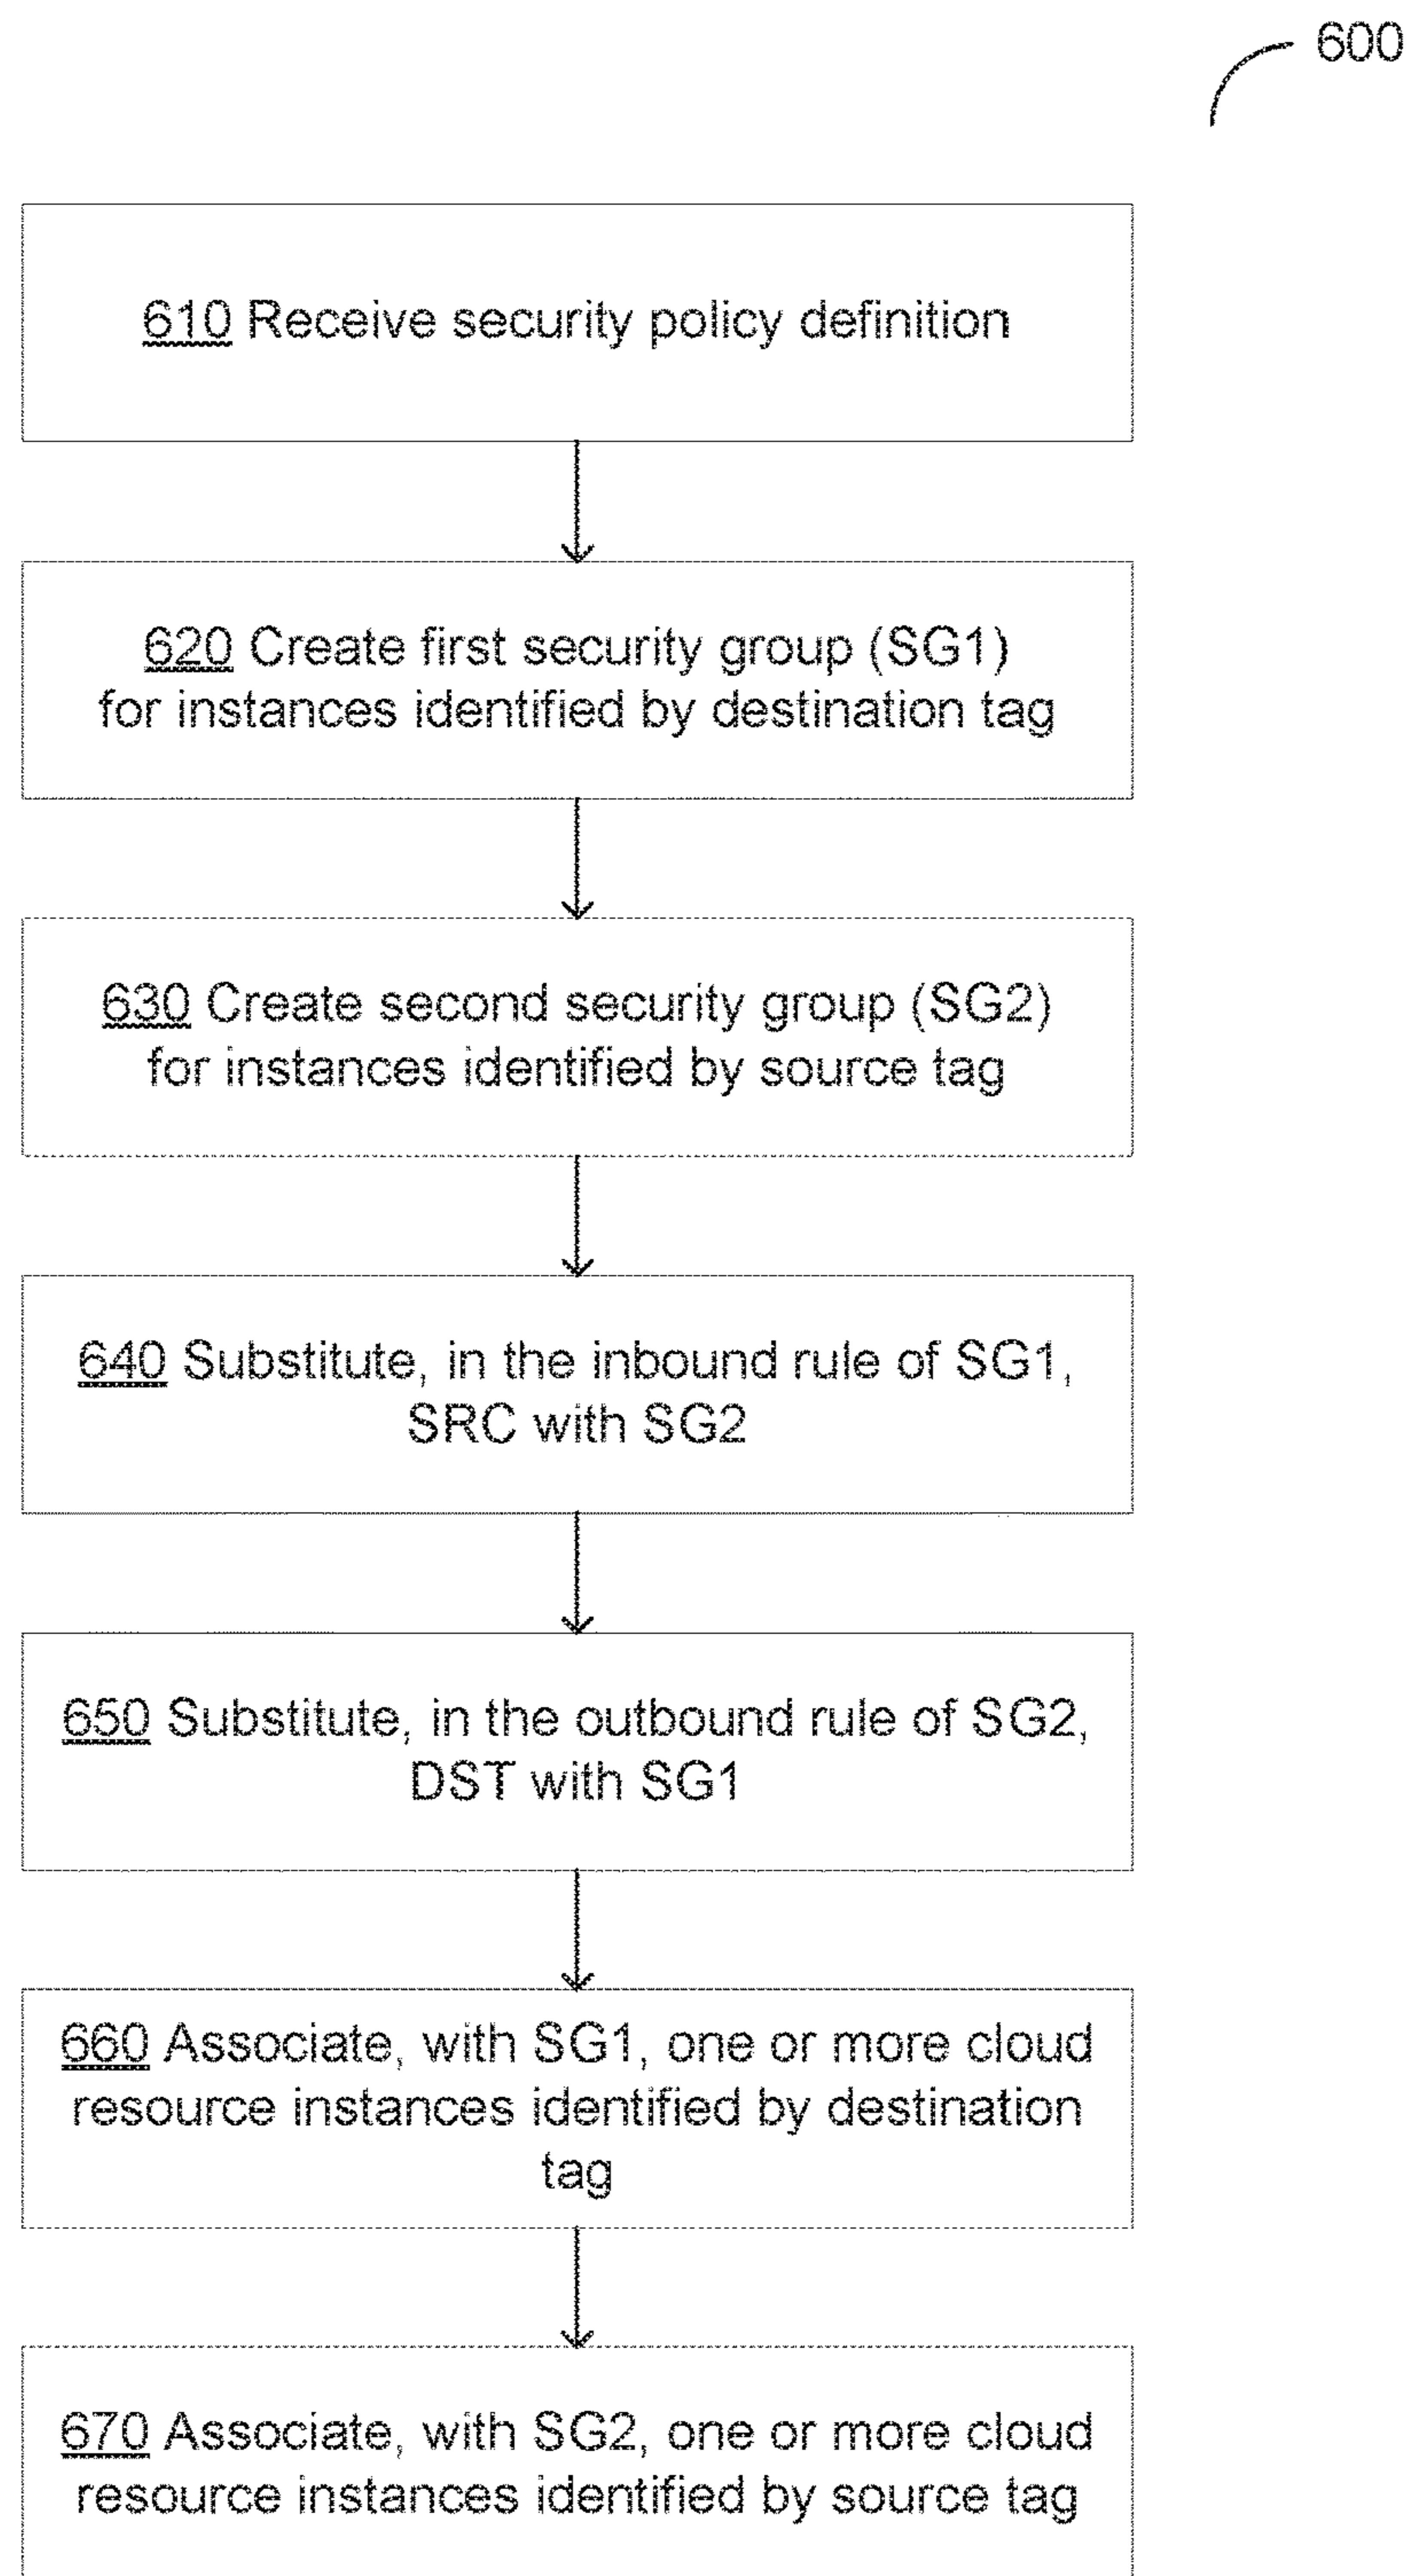 600
610 Receive security policy definition
620 Create first security group (SG1)
for instances identified by destination tag
630 Create second security group (SG2)
for instances identified by source tag
640 Substitute, in the inbound rule of SG1,
SRC with SG2
650 Substitute, in the outbound rule of SG2,
DST with SG1
660 Associate, with SG1, one or more cloud
resource instances identified by destination
tag
670 Associate, with SG2, one or more cloud
resource instances identified by source tag